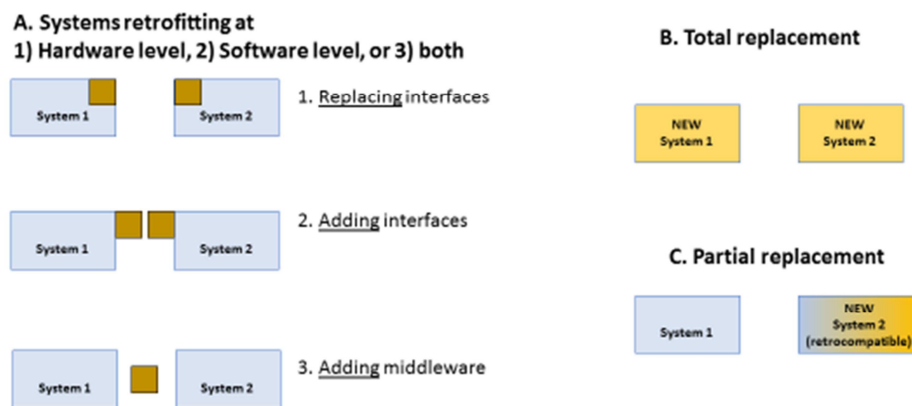 A. Systems retrofitting at
1) Hardware level, 2) Software level, or 3) both
System 1
System 2
1. Replacing interfaces
System 1
System 2
2. Adding interfaces
System 1
System 2
3. Adding middleware
B. Total replacement
NEW
System 1
NEW
System 2
C. Partial replacement
System 1
NEW
System 2
(retrocompatible)